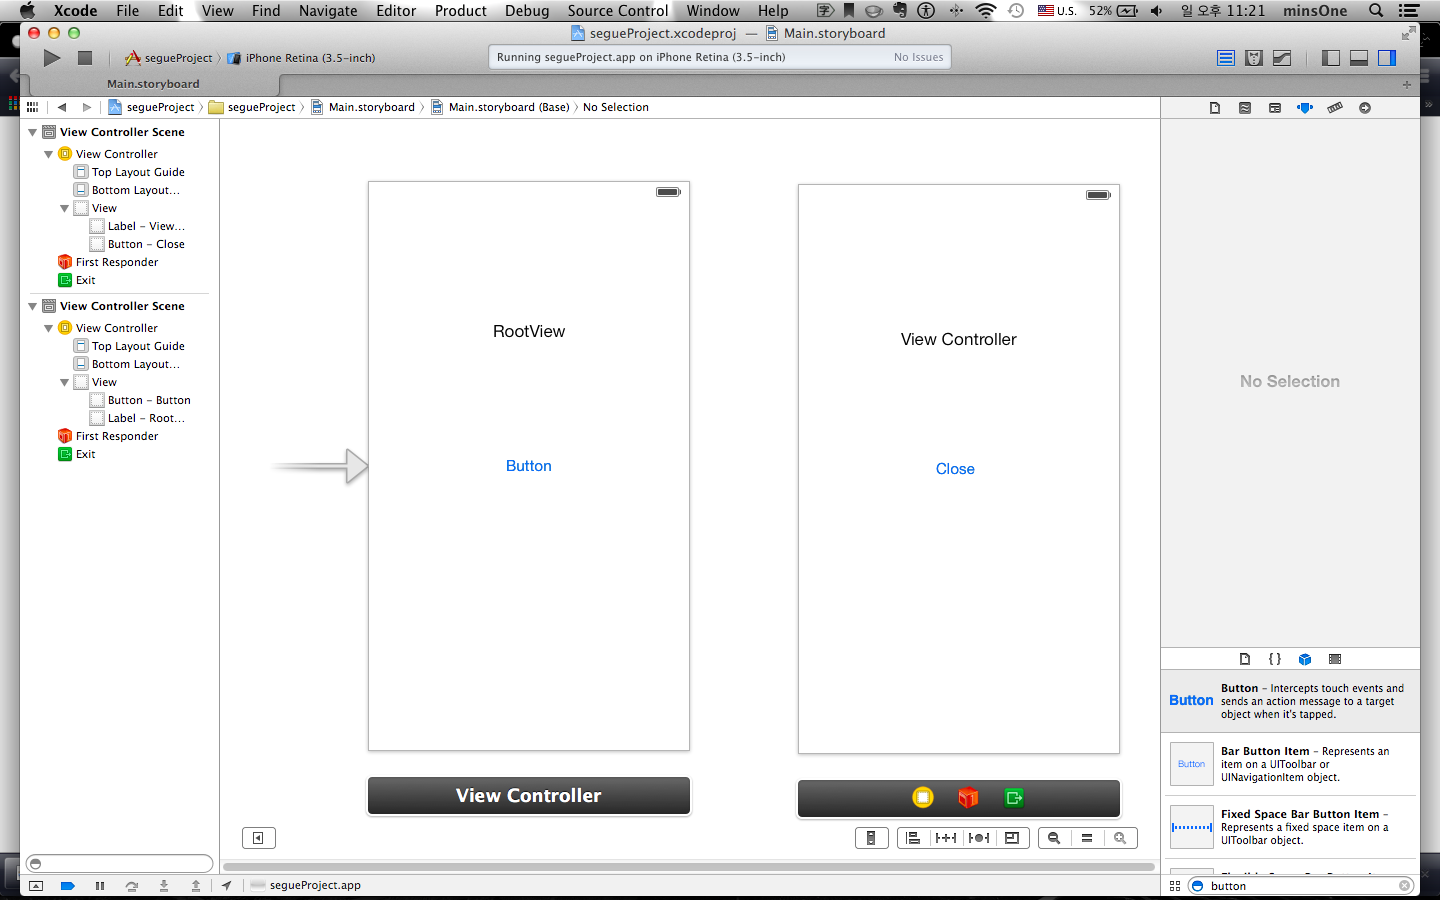 Xcode File Edit View Find Navigate Editor Product Debug Source Control Window Help U.S. 52% 일 오후 11:21 minsOne
segueProject.xcodeproj — Main.storyboard
segueProject 〉 iPhone Retina (3.5-inch)
Running segueProject.app on iPhone Retina (3.5-inch) No Issues
Main.storyboard
segueProject 〉 segueProject 〉 Main.storyboard 〉 Main.storyboard (Base) 〉 No Selection
View Controller Scene
View Controller
Top Layout Guide
Bottom Layout...
View
Label – View...
Button – Close
First Responder
Exit
View Controller Scene
View Controller
Top Layout Guide
Bottom Layout...
View
Button – Button
Label – Root...
First Responder
Exit
RootView
Button
View Controller
View Controller
Close
No Selection
Button
Button – Intercepts touch events and
sends an action message to a target
object when it's tapped.
Button
Bar Button Item – Represents an
item on a UIToolbar or
UINavigationItem object.
Fixed Space Bar Button Item –
Represents a fixed space item on a
UIToolbar object.
segueProject.app
button